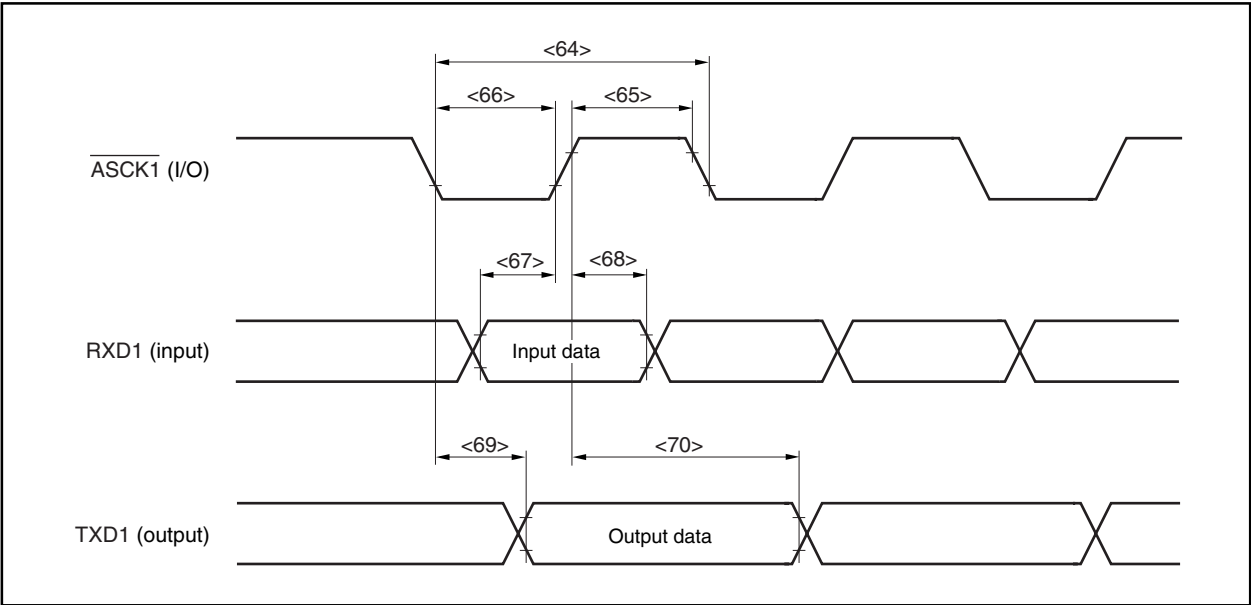 <64>
<66>
<65>
ASCK1 (I/O)
<67>
<68>
RXD1 (input)
Input data
<69>
<70>
TXD1 (output)
Output data